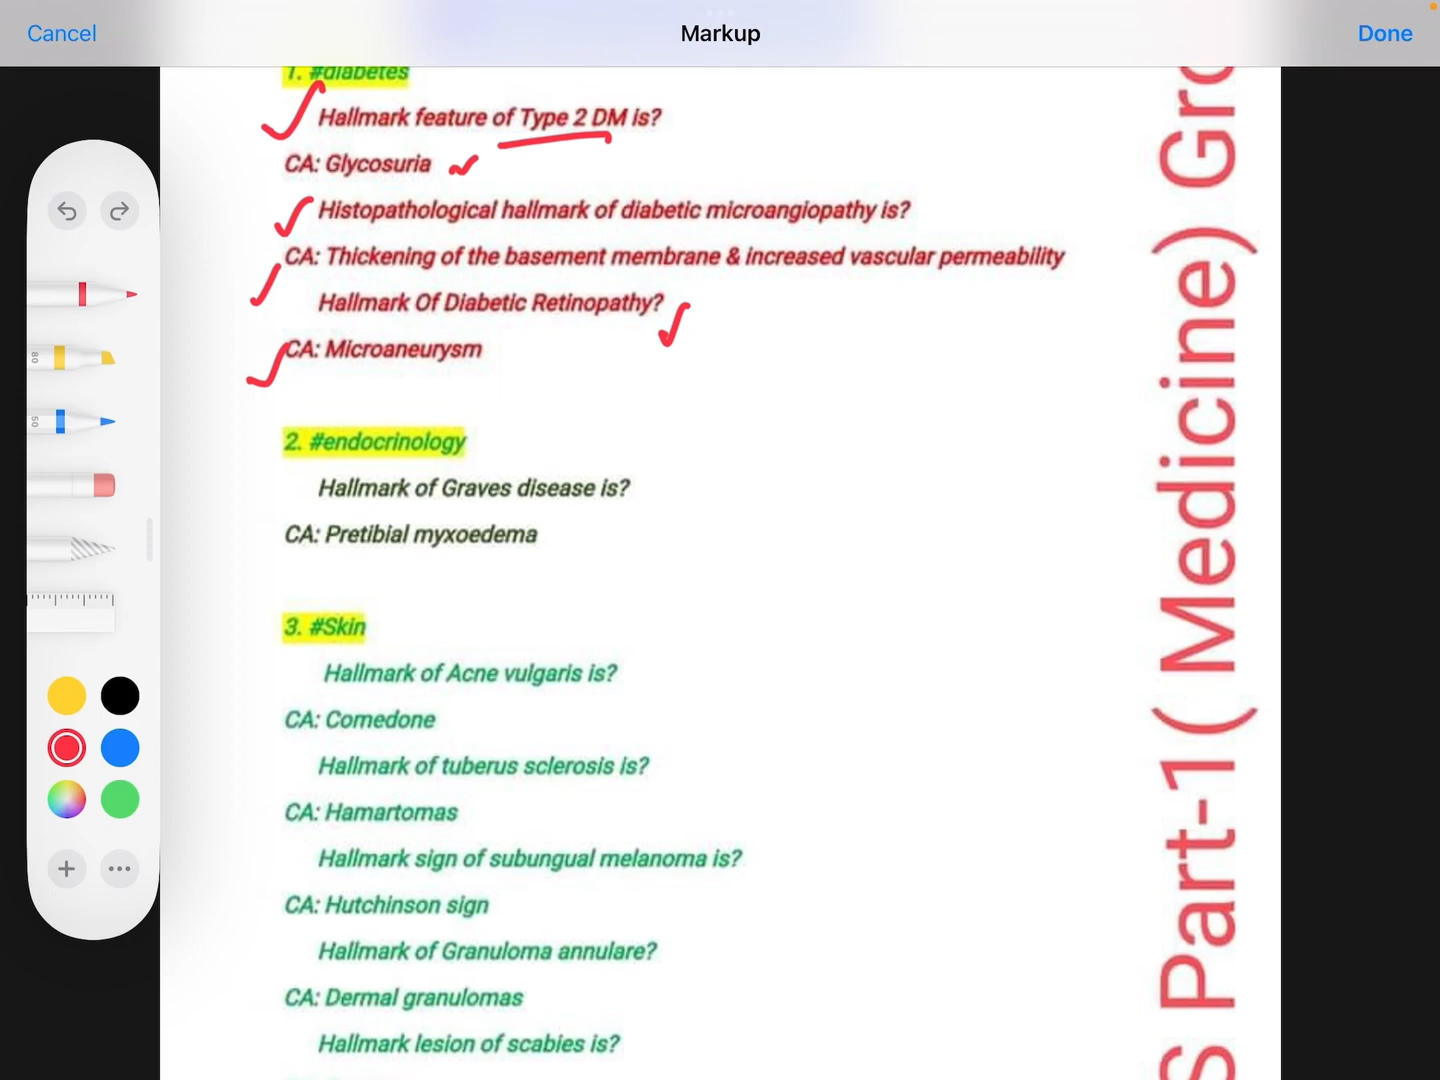 Cancel
Markup
Done
1. #diabetes
Hallmark feature of Type 2 DM is?
CA: Glycosuria
Histopathological hallmark of diabetic microangiopathy is?
CA: Thickening of the basement membrane & increased vascular permeability
Hallmark Of Diabetic Retinopathy?
CA: Microaneurysm
2. #endocrinology
Hallmark of Graves disease is?
CA: Pretibial myxoedema
3. #Skin
Hallmark of Acne vulgaris is?
CA: Comedone
Hallmark of tuberus sclerosis is?
CA: Hamartomas
Hallmark sign of subungual melanoma is?
CA: Hutchinson sign
Hallmark of Granuloma annulare?
CA: Dermal granulomas
Hallmark lesion of scabies is?
80
50
S Part-1( Medicine) Gro